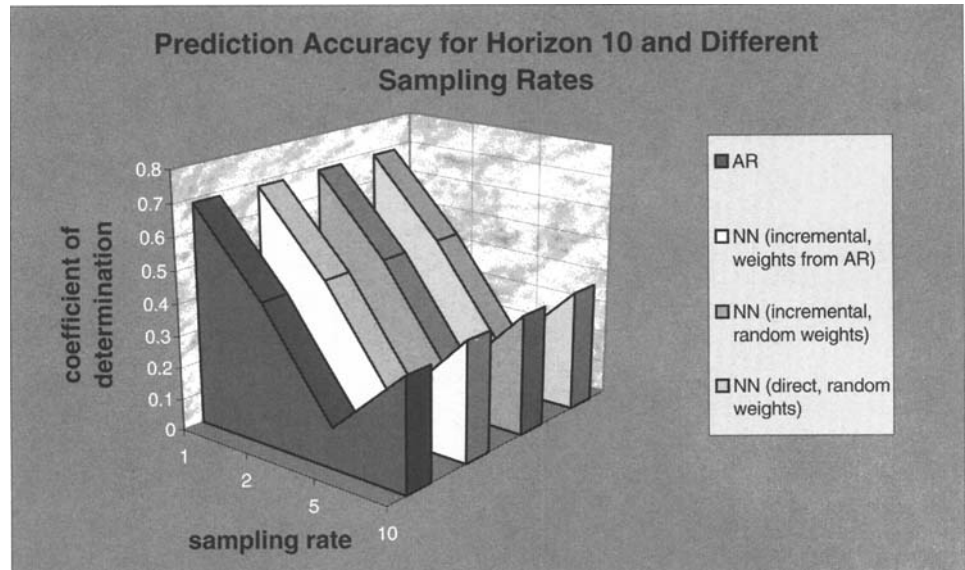 Prediction Accuracy for Horizon 10 and Different
Sampling Rates
coefficient of
determination
0.8
0.7
0.6
0.5
0.4
0.3
0.2
0.1
0
1
2
5
10
sampling rate
AR
NN (incremental,
weights from AR)
NN (incremental,
random weights)
NN (direct, random
weights)